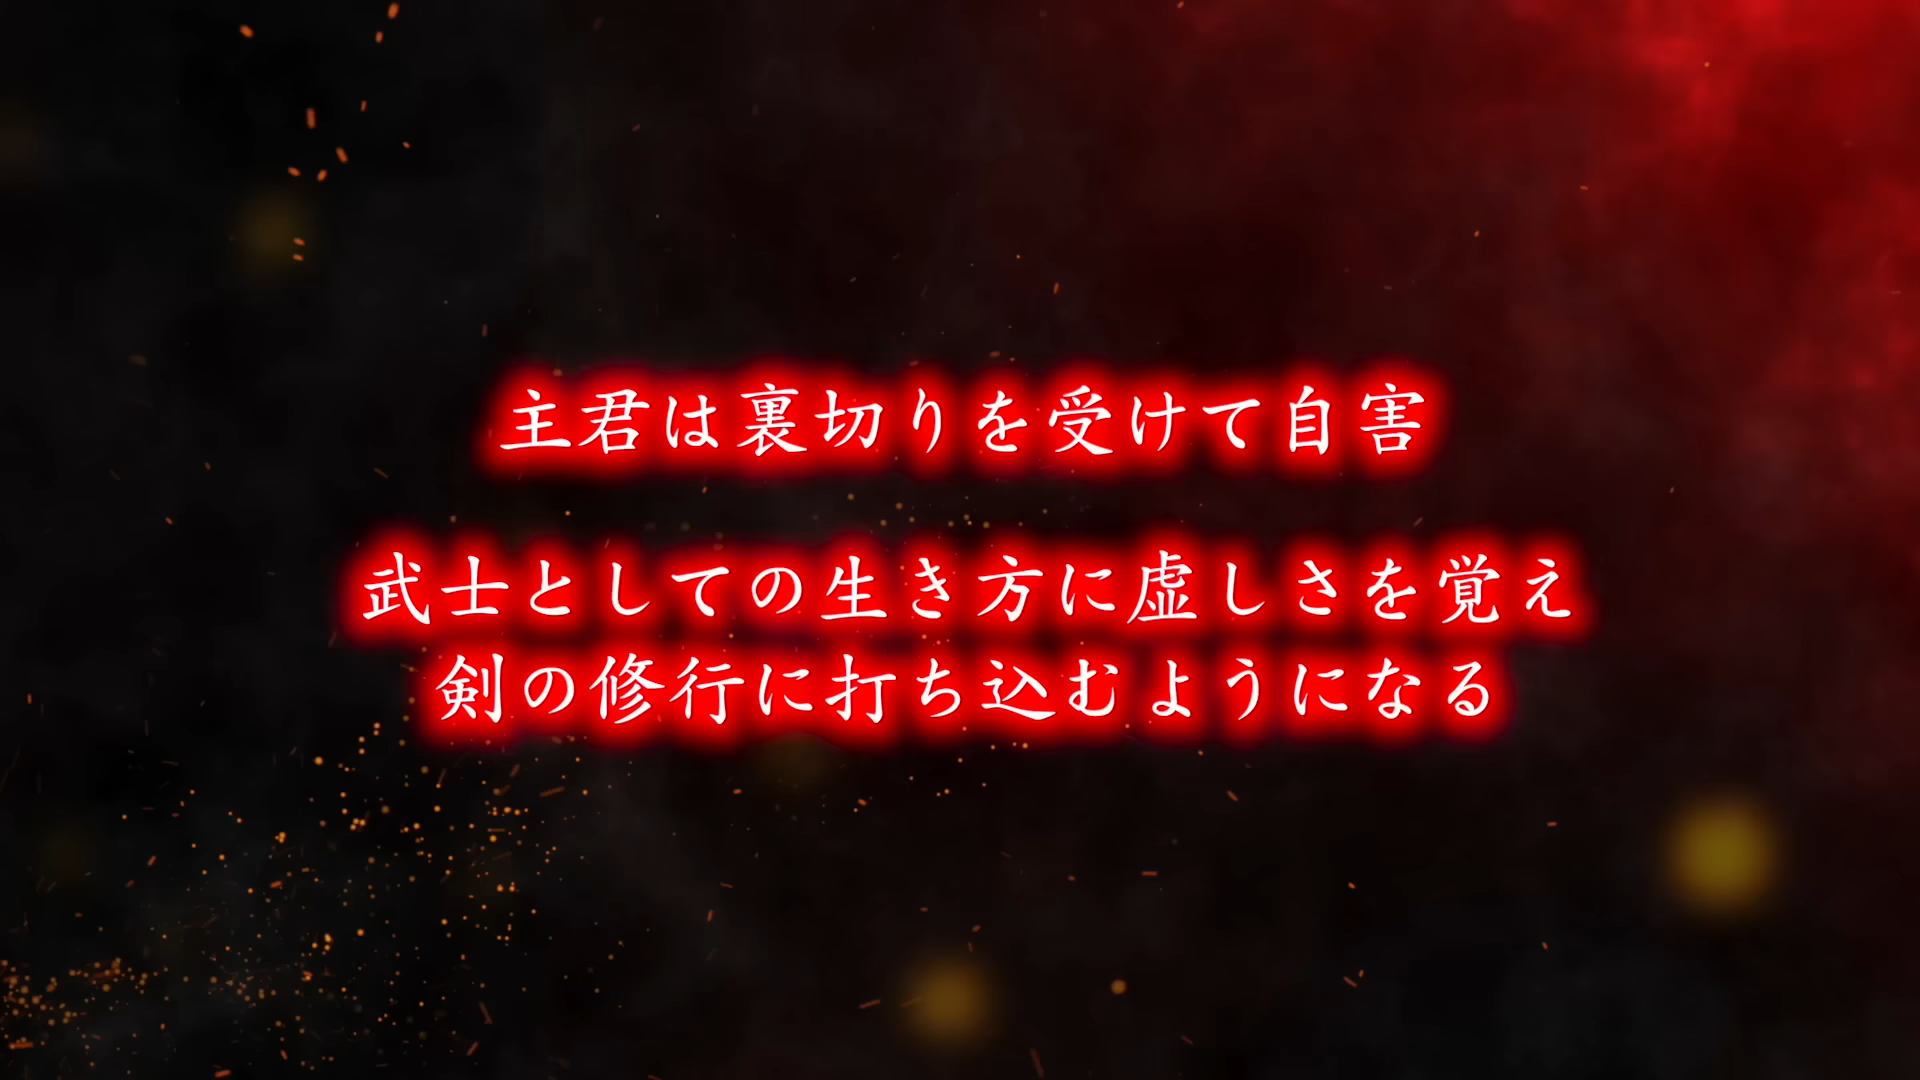 主君は裏切りを受けて自害
武士としての生き方に虚しさを覚え
剣の修行に打ち込むようになる